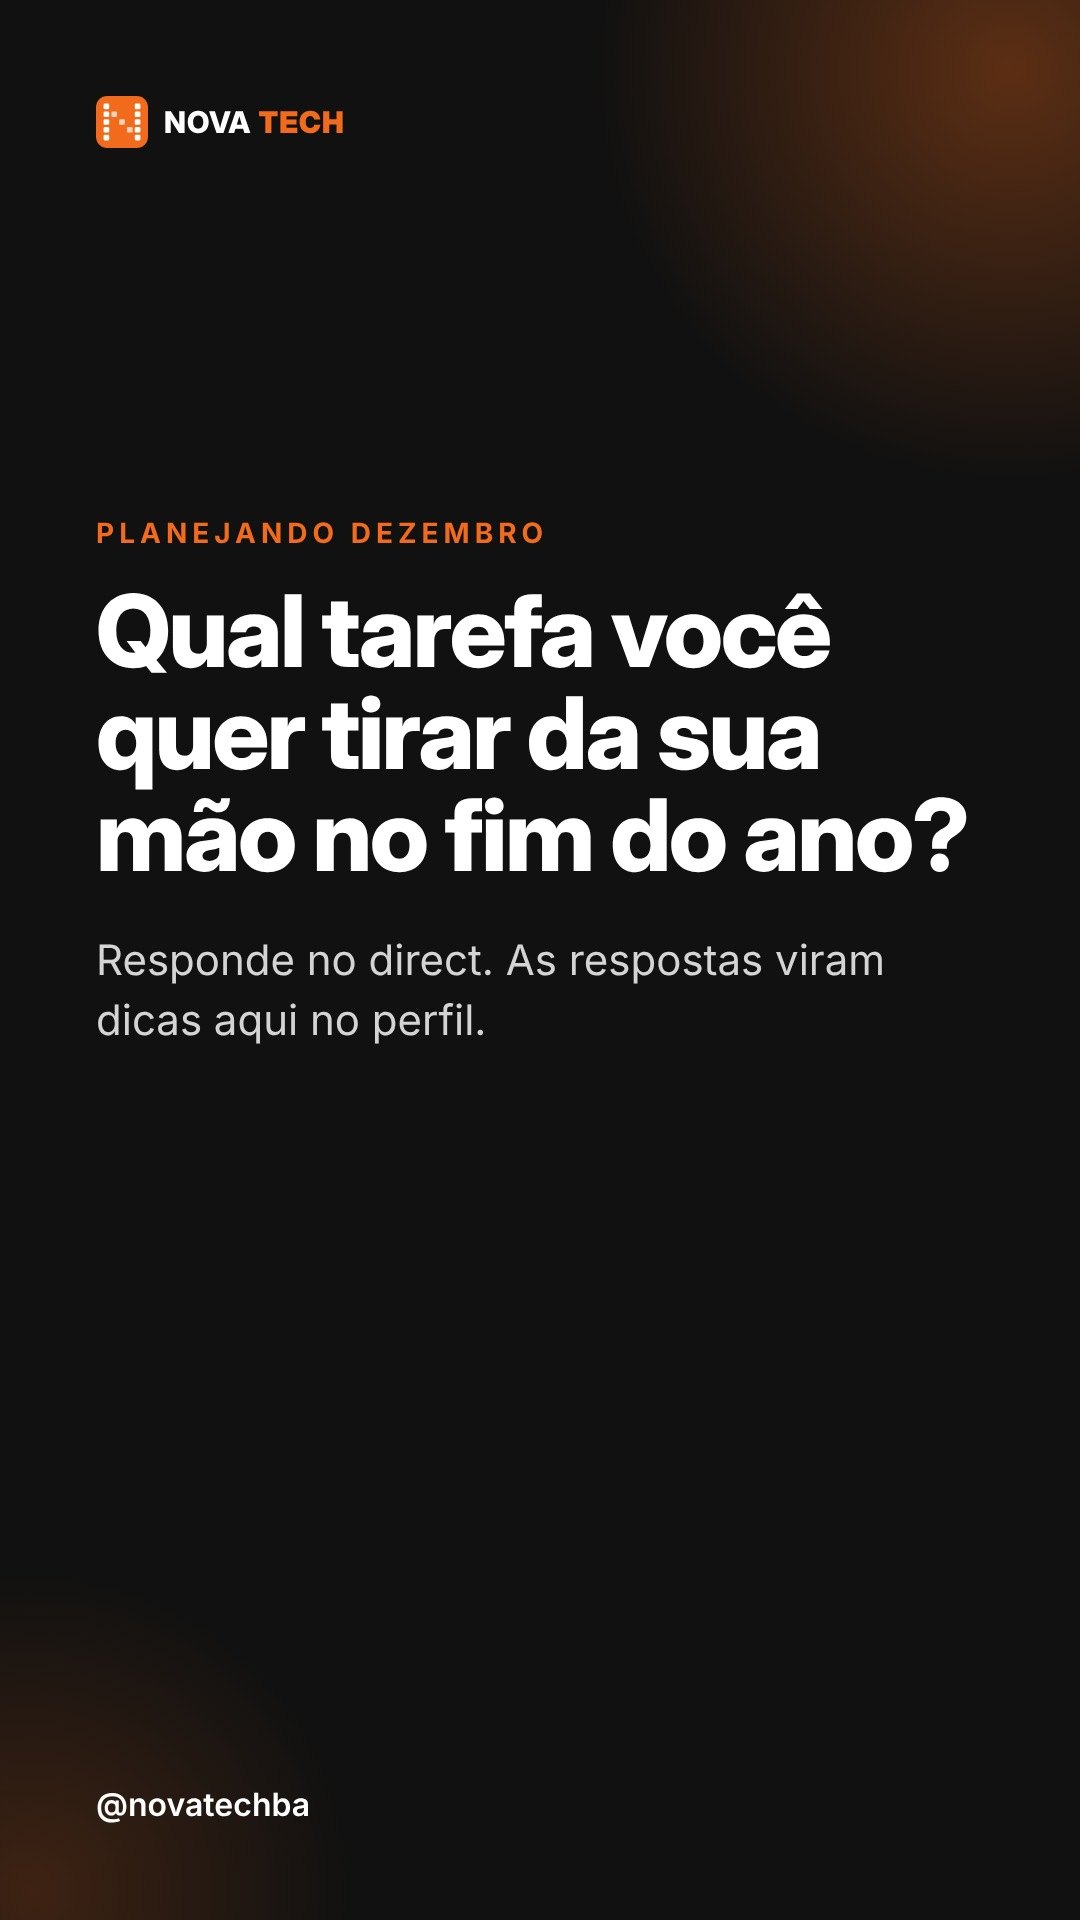 NOVA TECH
PLANEJANDO DEZEMBRO
Qual tarefa você
quer tirar da sua
mão no fim do ano?
Responde no direct. As respostas viram
dicas aqui no perfil.
@novatechba